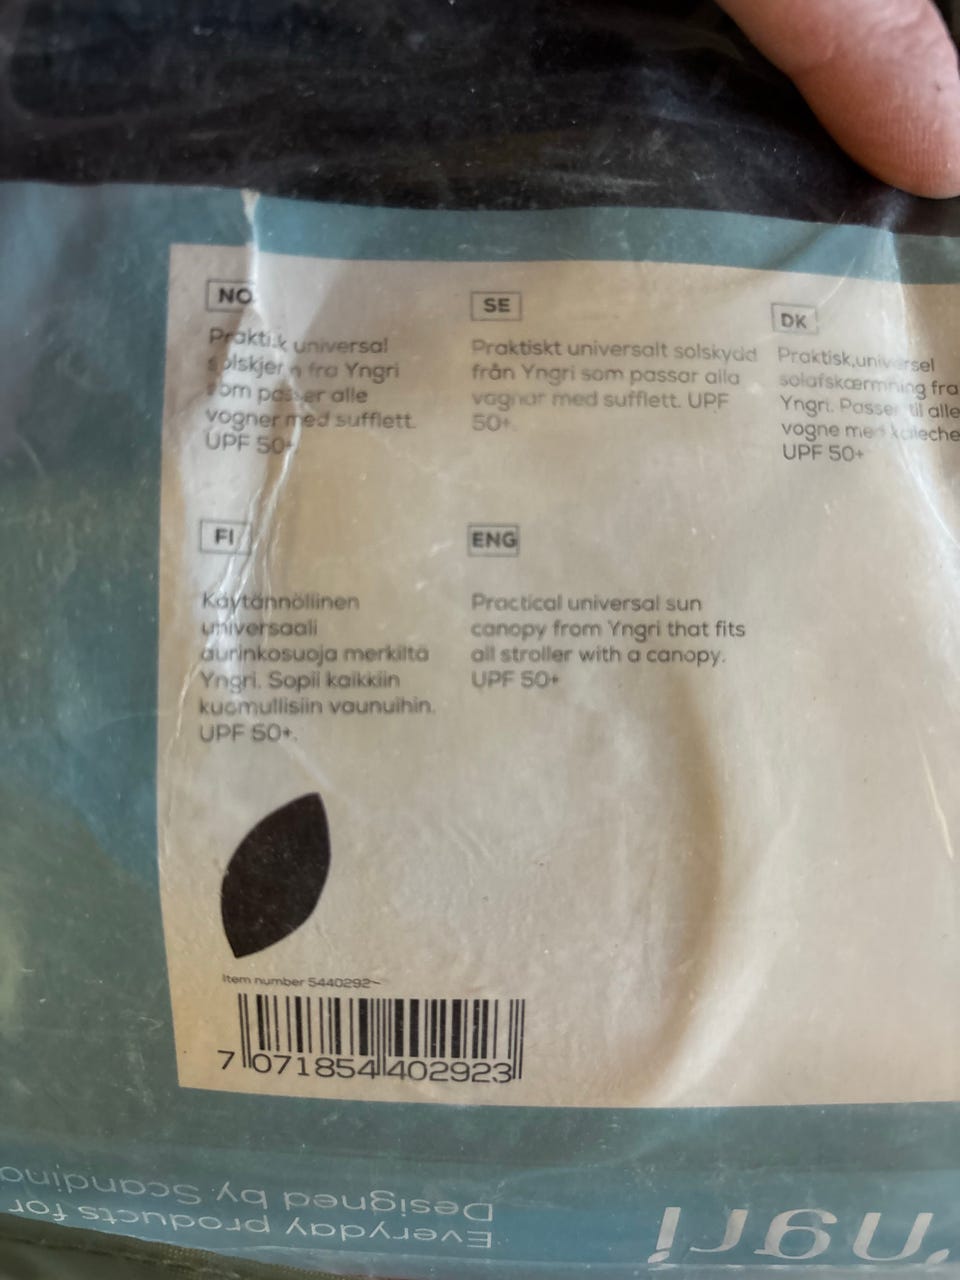 NO
Praktisk universal
solskjerm fra Yngri
som passer alle
vogner med sufflett.
UPF 50+
SE
Praktiskt universalt solskydd
från Yngri som passar alla
vagnar med sufflett. UPF
50+.
DK
Praktisk,universel
solafskærmning fra
Yngri. Passer til alle
vogne med kaleche
UPF 50+
FI
Käytännöllinen
universaali
aurinkosuoja merkiltä
Yngri. Sopii kaikkiin
kuomullisiin vaunuihin.
UPF 50+.
ENG
Practical universal sun
canopy from Yngri that fits
all stroller with a canopy.
UPF 50+
Item number 5440292
7 071854 402923
Everyday products for
Designed by